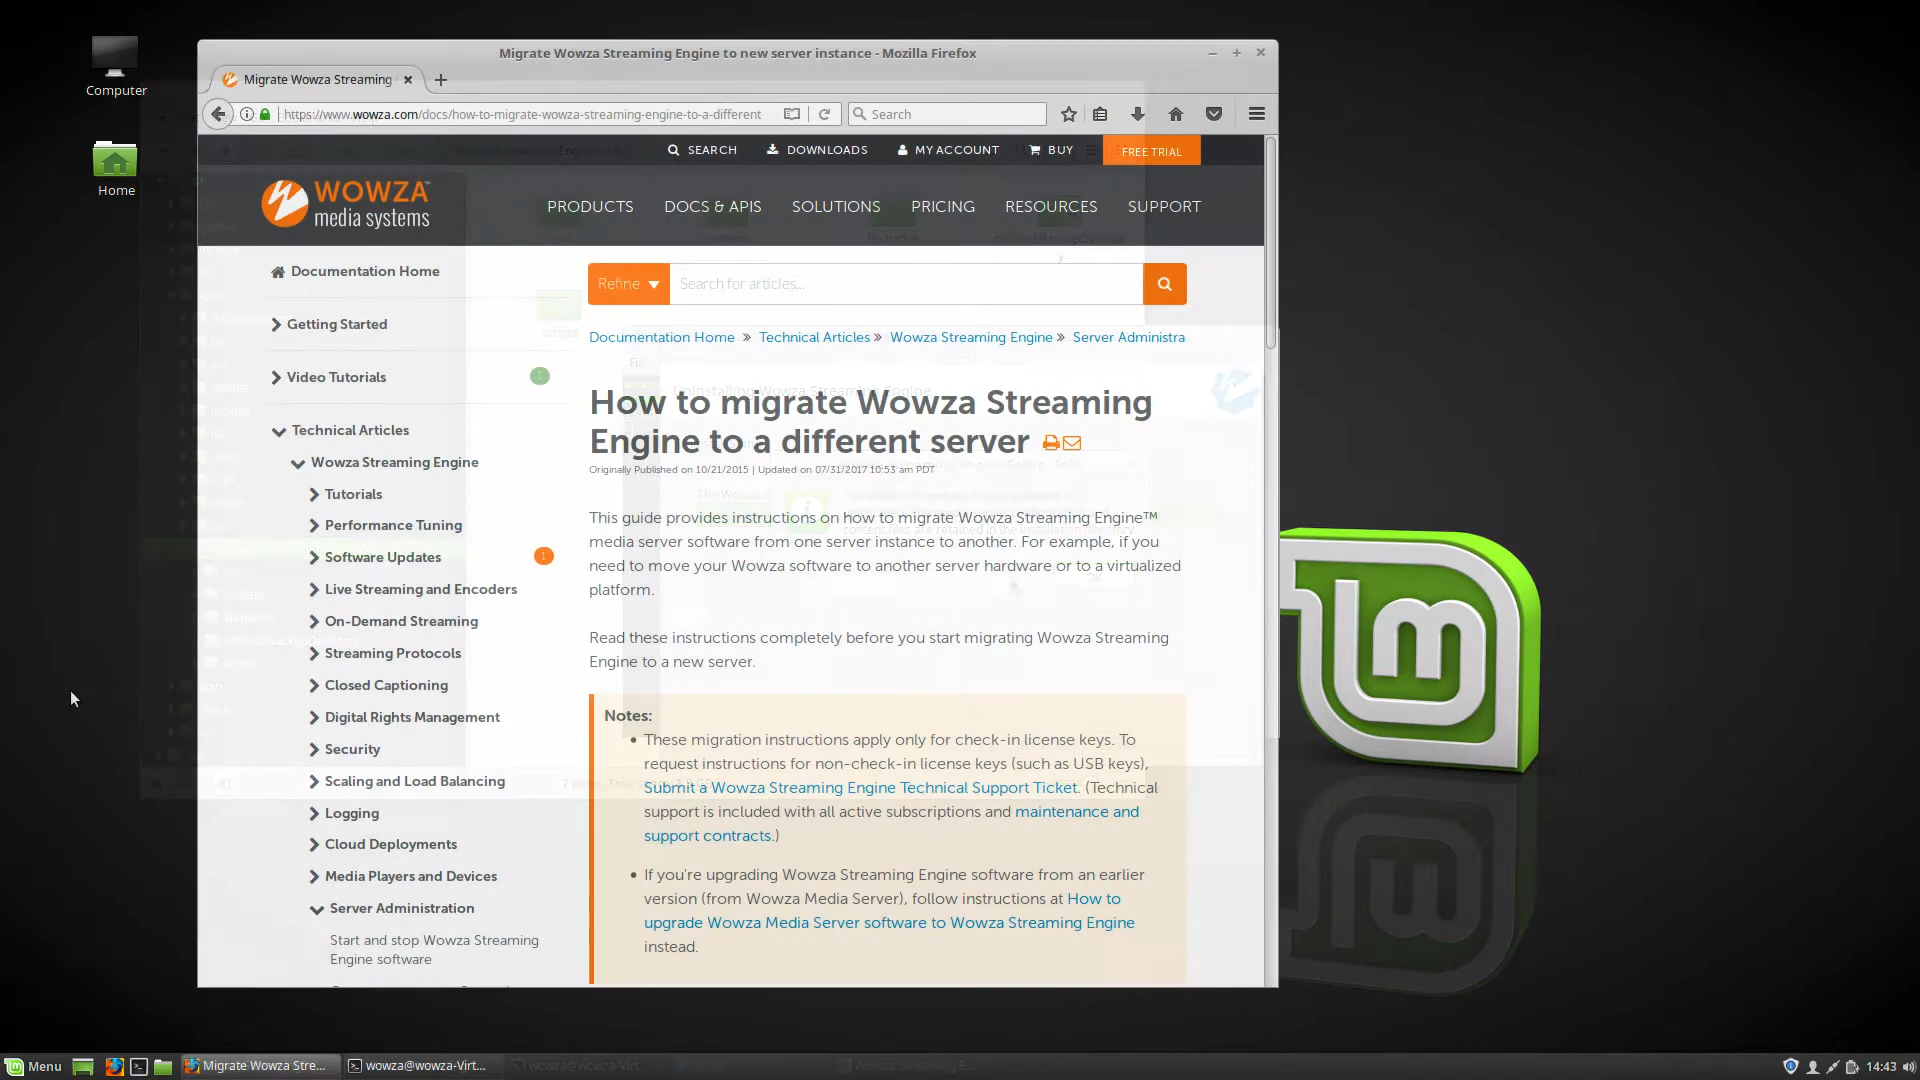 Computer
Home
Migrate Wowza Streaming Engine to new server instance - Mozilla Firefox
Migrate Wowza Streaming
https://www.wowza.com/docs/how-to-migrate-wowza-streaming-engine-to-a-different
Search
SEARCH DOWNLOADS MY ACCOUNT BUY FREE TRIAL
WOWZA™
media systems
PRODUCTS DOCS & APIS SOLUTIONS PRICING RESOURCES SUPPORT
Documentation Home
Getting Started
Video Tutorials 1
Technical Articles
Wowza Streaming Engine
Tutorials
Performance Tuning
Software Updates 1
Live Streaming and Encoders
On-Demand Streaming
Streaming Protocols
Closed Captioning
Digital Rights Management
Security
Scaling and Load Balancing
Logging
Cloud Deployments
Media Players and Devices
Server Administration
Start and stop Wowza Streaming
Engine software
Refine Search for articles...
Documentation Home » Technical Articles » Wowza Streaming Engine » Server Administra
Uninstalling Wowza Streaming Engine
How to migrate Wowza Streaming
Engine to a different server
Originally Published on 10/21/2015 | Updated on 07/31/2017 10:53 am PDT
This guide provides instructions on how to migrate Wowza Streaming Engine™
media server software from one server instance to another. For example, if you
need to move your Wowza software to another server hardware or to a virtualized
platform.
OK
Read these instructions completely before you start migrating Wowza Streaming
Engine to a new server.
Notes:
• These migration instructions apply only for check-in license keys. To
request instructions for non-check-in license keys (such as USB keys),
Submit a Wowza Streaming Engine Technical Support Ticket. (Technical
support is included with all active subscriptions and maintenance and
support contracts.)
• If you're upgrading Wowza Streaming Engine software from an earlier
version (from Wowza Media Server), follow instructions at How to
upgrade Wowza Media Server software to Wowza Streaming Engine
instead.
Menu
Migrate Wowza Stre...
wowza@wowza-Virt...
14:43